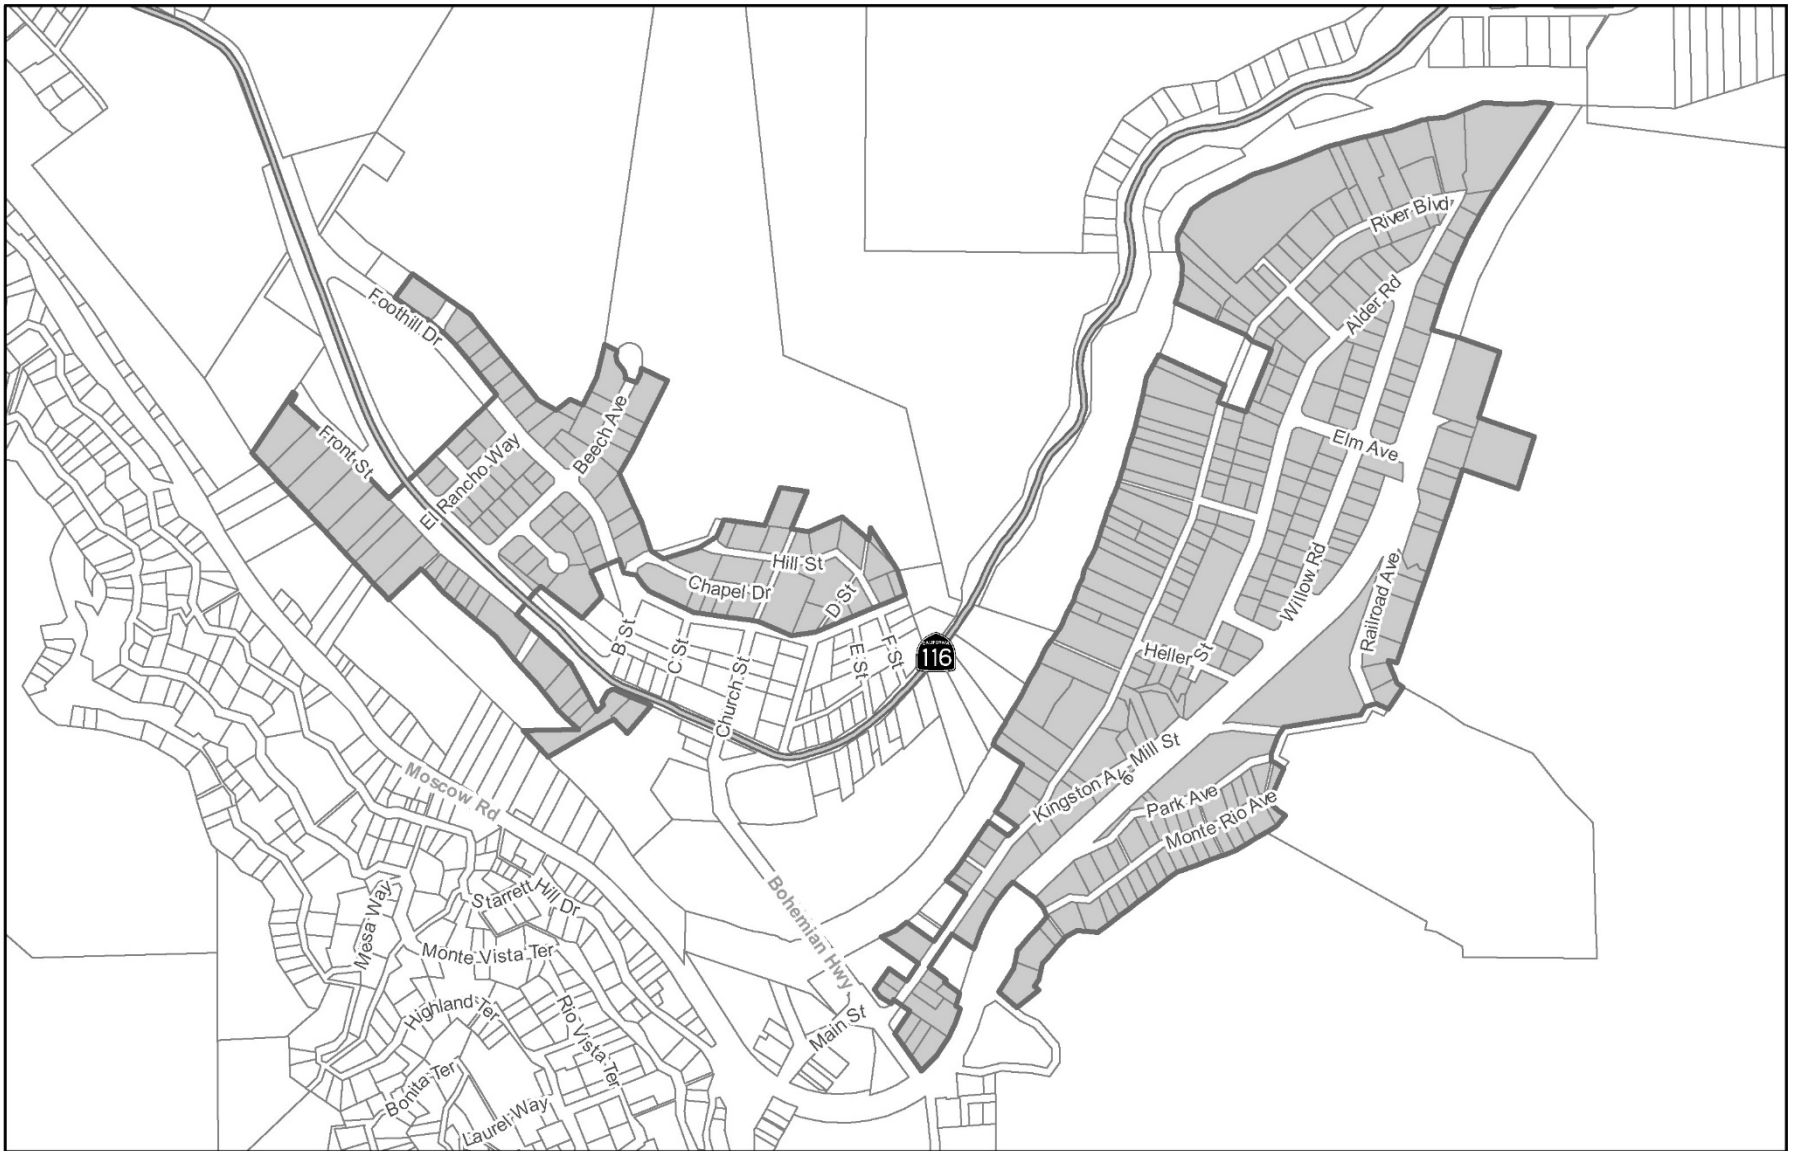 River Blvd
Foothill Dr
Alder Rd
Beech Ave
Front St
El Rancho Way
Elm Ave
Hill St
Chapel Dr
D St
Willow Rd
Railroad Ave
B St
C St
Church St
E St
F St
116
Heller St
Mill St
Kingston Ave
Park Ave
Monte Rio Ave
Moscow Rd
Bohemian Hwy
Starrett Hill Dr
Mesa Way
Monte Vista Ter
Highland Ter
Rio Vista Ter
Main St
Bonita Ter
Laurel Way